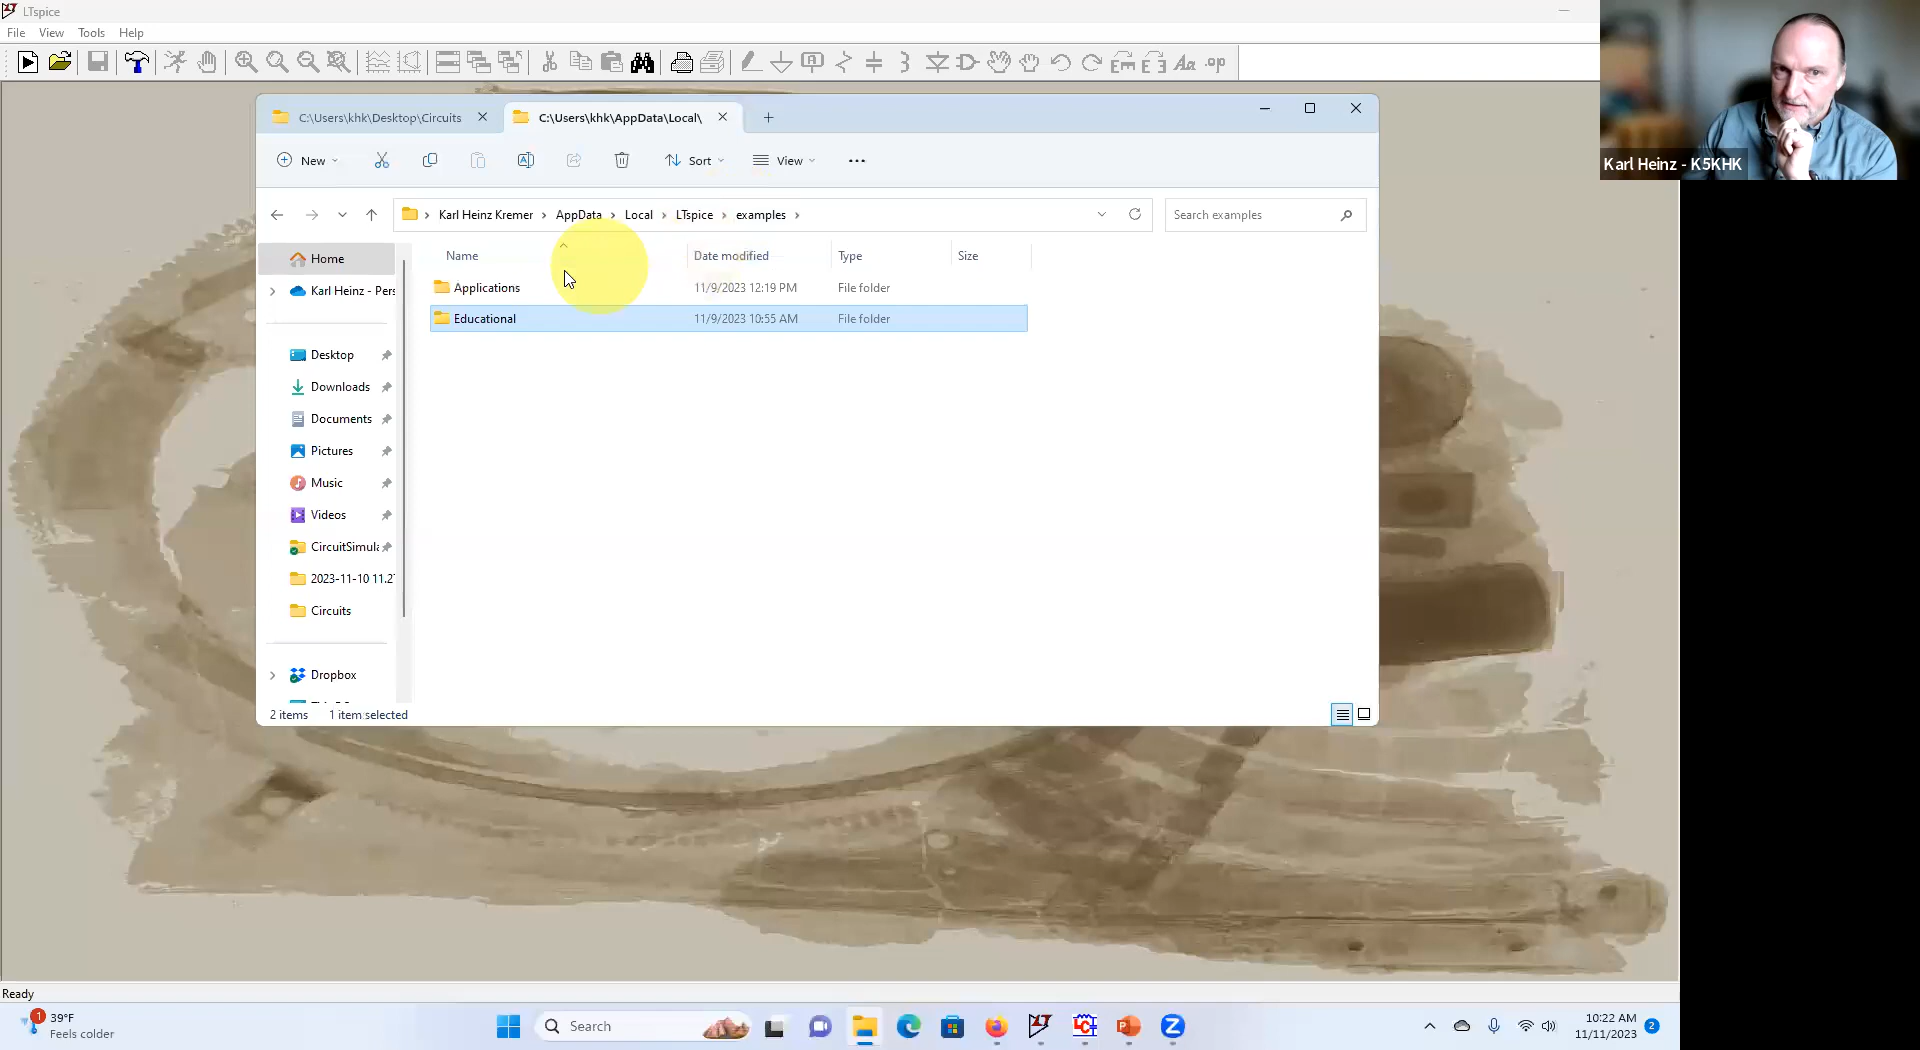 LTspice
File View Tools Help
C:\Users\khk\Desktop\Circuits
C:\Users\khk\AppData\Local\
New
Sort
View
Karl Heinz Kremer > AppData > Local > LTspice > examples >
Search examples
Name Date modified Type Size
Home
Karl Heinz - Pers
Applications 11/9/2023 12:19 PM File folder
Educational 11/9/2023 10:55 AM File folder
Desktop
Downloads
Documents
Pictures
Music
Videos
CircuitSimula
2023-11-10 11.2
Circuits
Dropbox
2 items 1 item selected
Karl Heinz - K5KHK
Ready
1
39°F
Feels colder
Search
10:22 AM
11/11/2023
2